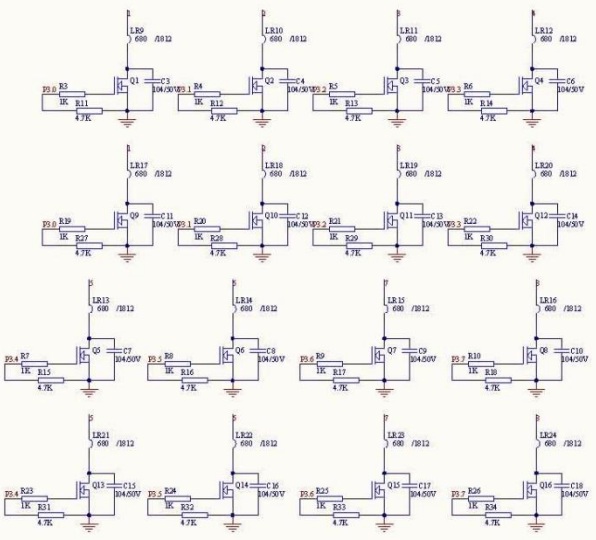 1 2 3 4
LR9 LR10 LR11 LR12
680 /1812 680 /1812 680 /1812 680 /1812
Q1 C3 Q2 C4 Q3 C5 Q4 C6
P3.0 R3 104/50V P3.1 R4 104/50V P3.2 R5 104/50V P3.3 R6 104/50V
1K R11 1K R12 1K R13 1K R14
4.7K 4.7K 4.7K 4.7K
1 2 3 4
LR17 LR18 LR19 LR20
680 /1812 680 /1812 680 /1812 680 /1812
Q9 C11 Q10 C12 Q11 C13 Q12 C14
P3.0 R19 104/50V P3.1 R20 104/50V P3.2 R21 104/50V P3.3 R22 104/50V
1K R27 1K R28 1K R29 1K R30
4.7K 4.7K 4.7K 4.7K
7
LR13 LR14 LR15 LR16
680 /1812 680 /1812 680 /1812 680 /1812
Q5 C7 Q6 C8 Q7 C9 Q8 C10
P3.4 R7 104/50V P3.5 R8 104/50V P3.6 R9 104/50V P3.7 R10 104/50V
1K R15 1K R16 1K R17 1K R18
4.7K 4.7K 4.7K 4.7K
7
LR21 LR22 LR23 LR24
680 /1812 680 /1812 680 /1812 680 /1812
Q13 C15 Q14 C16 Q15 C17 Q16 C18
P3.4 R23 104/50V P3.5 R24 104/50V P3.6 R25 104/50V P3.7 R26 104/50V
1K R31 1K R32 1K R33 1K R34
4.7K 4.7K 4.7K 4.7K